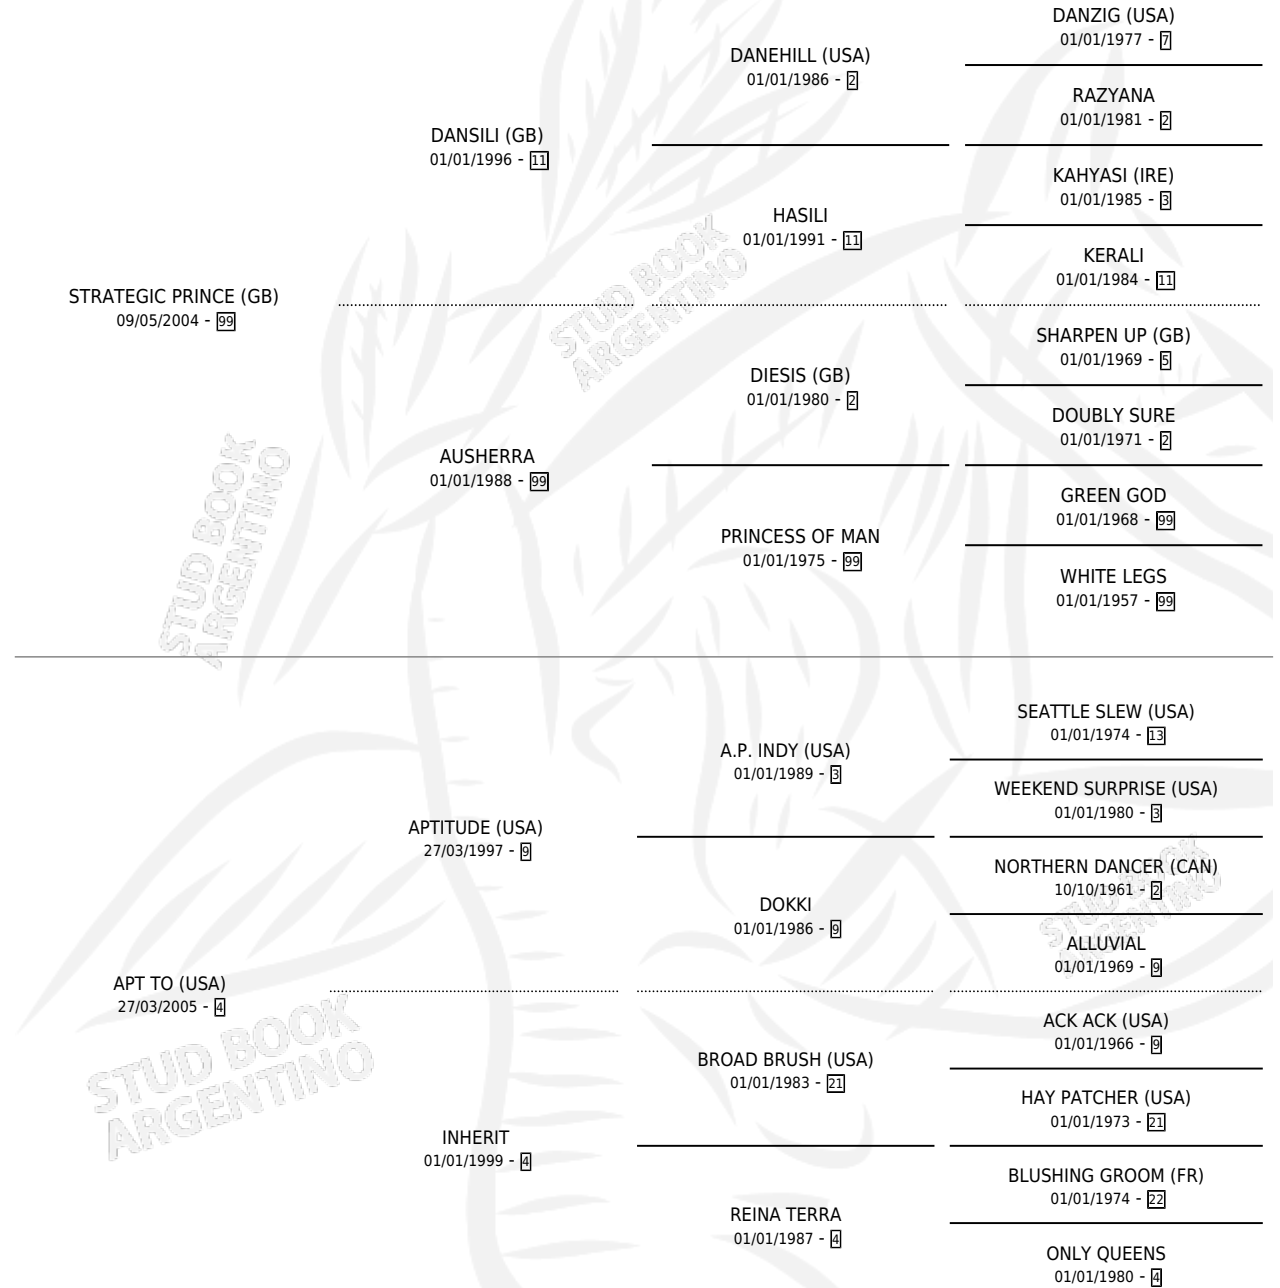 DANZIG (USA)
01/01/1977 - 7
DANEHILL (USA)
01/01/1986 - 2
RAZYANA
01/01/1981 - 2
DANSILI (GB)
01/01/1996 - 11
KAHYASI (IRE)
01/01/1985 - 3
HASILI
01/01/1991 - 11
KERALI
01/01/1984 - 11
STRATEGIC PRINCE (GB)
09/05/2004 - 99
STUD BOOK
ARGENTINO
SHARPEN UP (GB)
01/01/1969 - 5
DIESIS (GB)
01/01/1980 - 2
DOUBLY SURE
01/01/1971 - 2
AUSHERRA
01/01/1988 - 99
GREEN GOD
01/01/1968 - 99
PRINCESS OF MAN
01/01/1975 - 99
WHITE LEGS
01/01/1957 - 99
STUD BOOK
ARGENTINO
SEATTLE SLEW (USA)
01/01/1974 - 13
A.P. INDY (USA)
01/01/1989 - 3
WEEKEND SURPRISE (USA)
01/01/1980 - 3
APTITUDE (USA)
27/03/1997 - 9
NORTHERN DANCER (CAN)
10/10/1961 - 2
DOKKI
01/01/1986 - 9
STUD BOOK
ARGENTINO
ALLUVIAL
01/01/1969 - 9
APT TO (USA)
27/03/2005 - 4
ACK ACK (USA)
01/01/1966 - 9
BROAD BRUSH (USA)
01/01/1983 - 21
STUD BOOK
ARGENTINO
HAY PATCHER (USA)
01/01/1973 - 21
INHERIT
01/01/1999 - 4
BLUSHING GROOM (FR)
01/01/1974 - 22
REINA TERRA
01/01/1987 - 4
ONLY QUEENS
01/01/1980 - 4